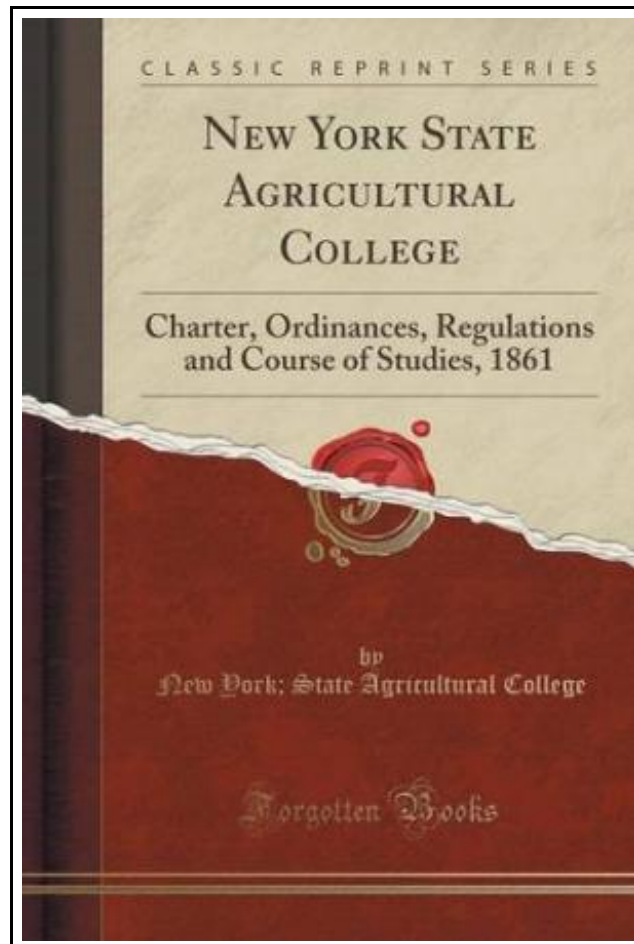 CLASSIC REPRINT SERIES
NEW YORK STATE
AGRICULTURAL
COLLEGE
Charter, Ordinances, Regulations
and Course of Studies, 1861
by
New York; State Agricultural College
Forgotten Books